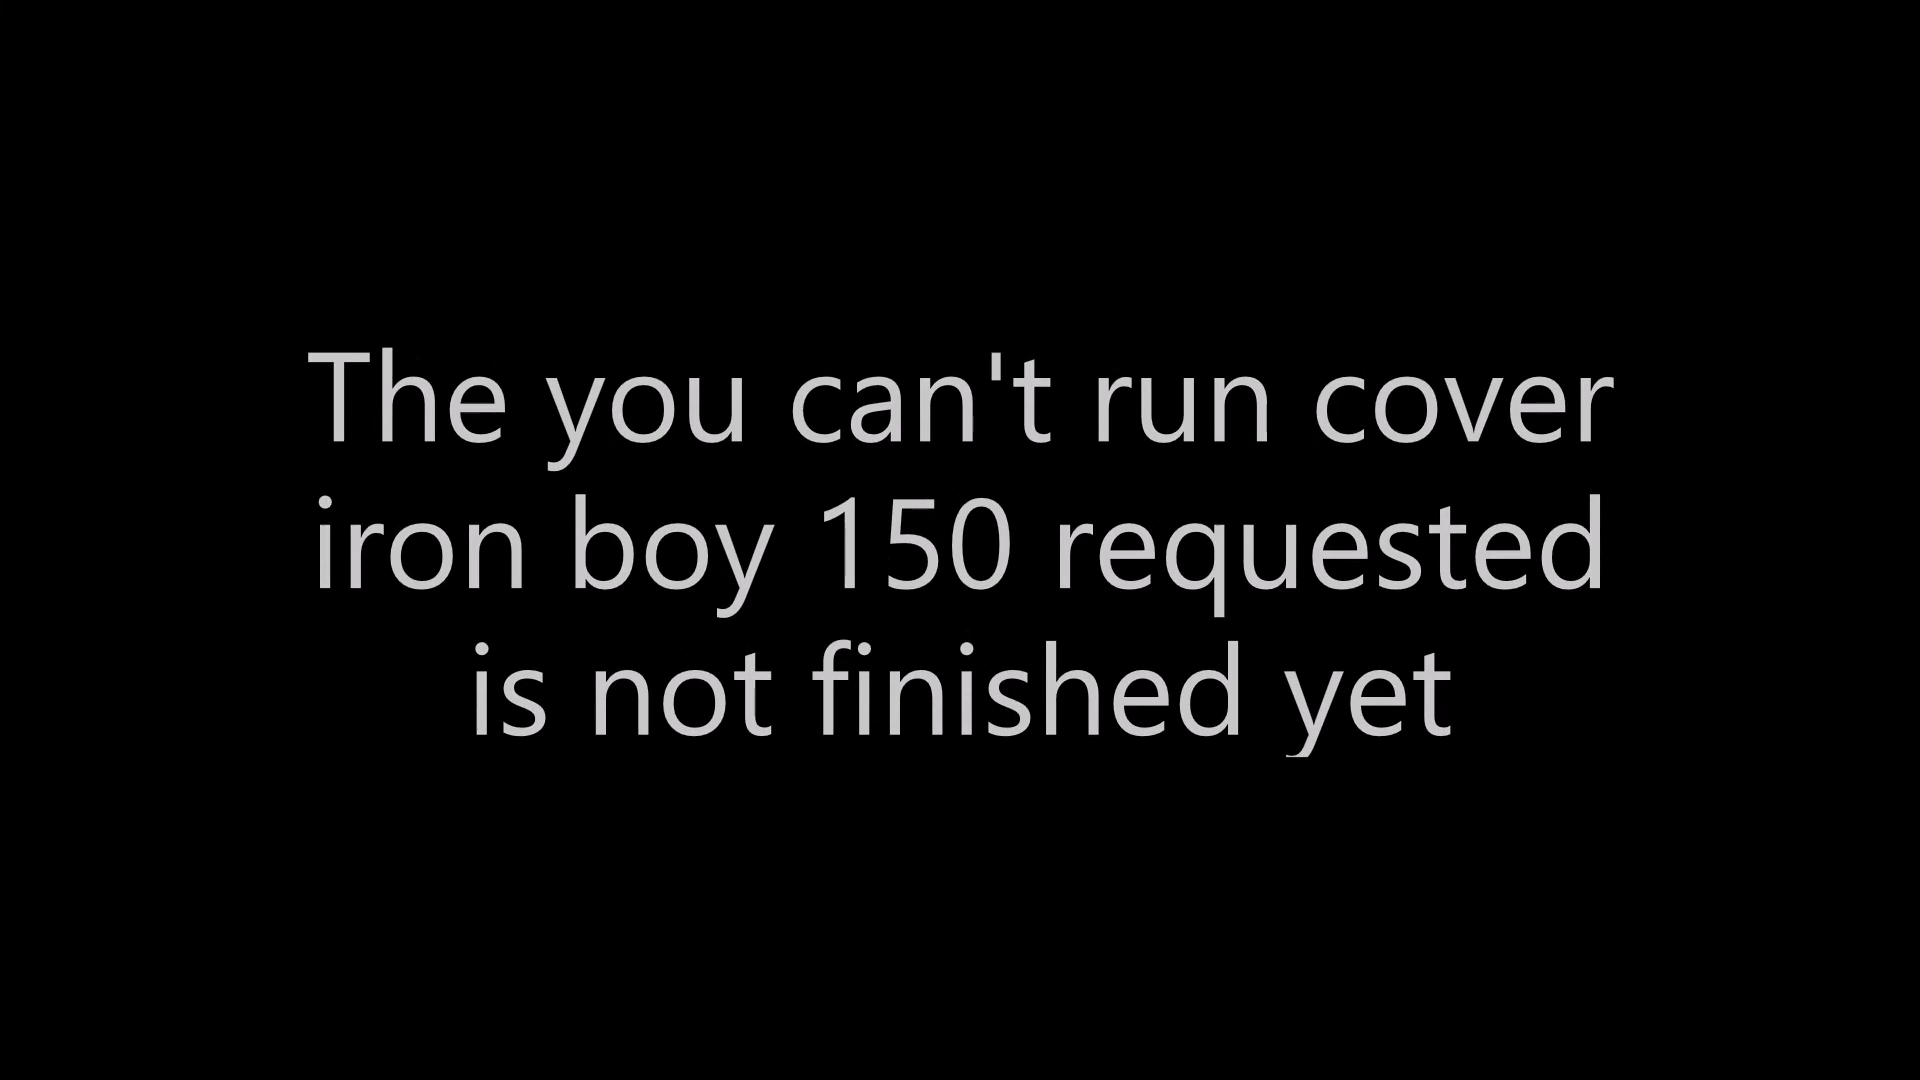 The you can't run cover
iron boy 150 requested
is not finished yet